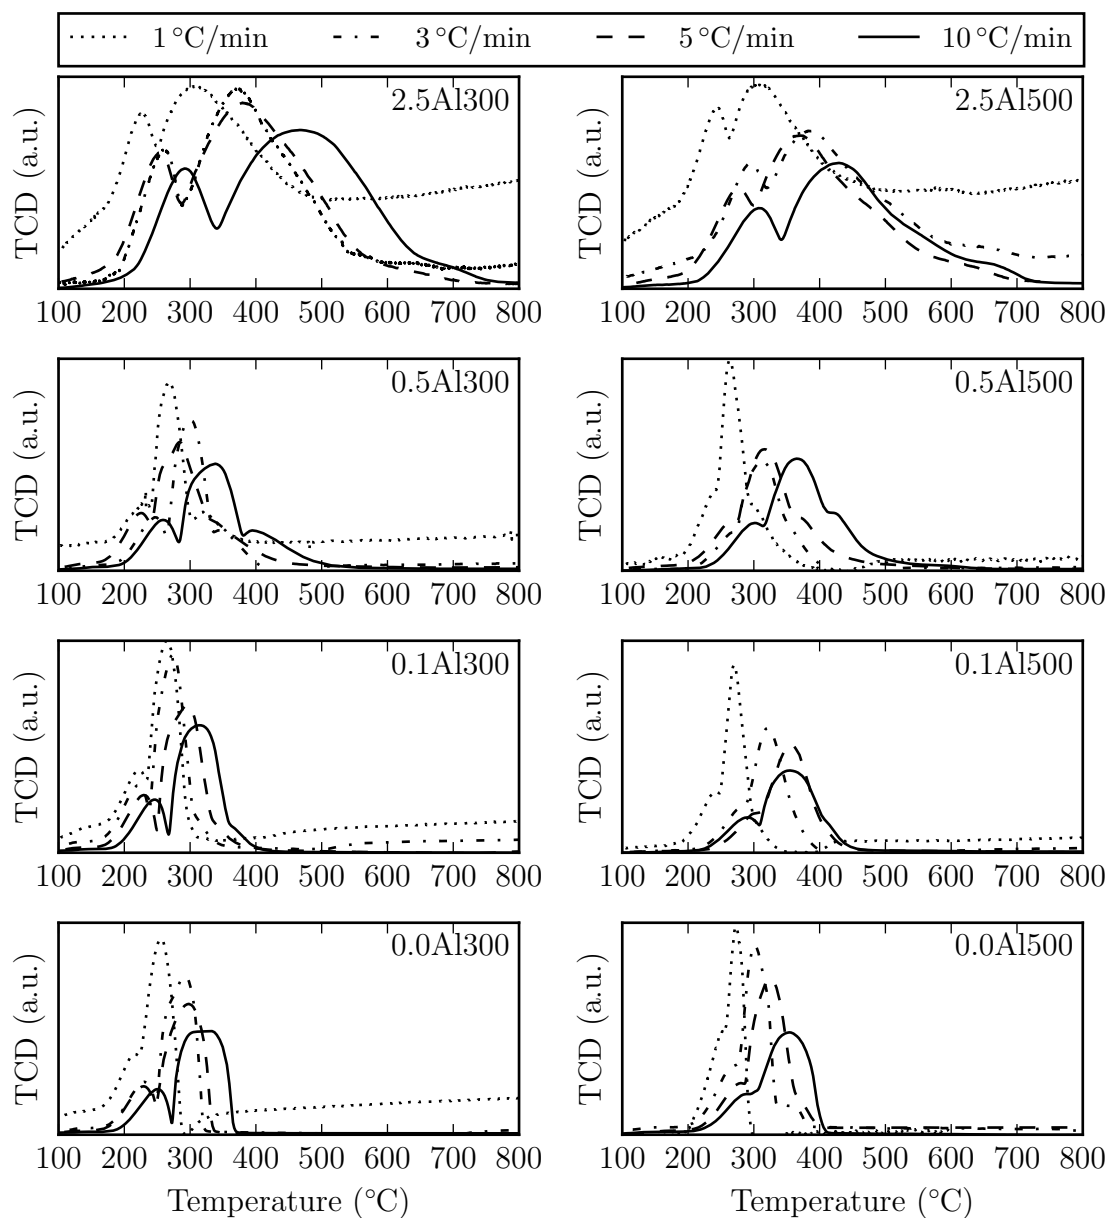 1 °C/min 3 °C/min 5 °C/min 10 °C/min
TCD (a.u.) 2.5Al300 TCD (a.u.) 2.5Al500
100 200 300 400 500 600 700 800 100 200 300 400 500 600 700 800
TCD (a.u.) 0.5Al300 TCD (a.u.) 0.5Al500
100 200 300 400 500 600 700 800 100 200 300 400 500 600 700 800
TCD (a.u.) 0.1Al300 TCD (a.u.) 0.1Al500
100 200 300 400 500 600 700 800 100 200 300 400 500 600 700 800
TCD (a.u.) 0.0Al300 TCD (a.u.) 0.0Al500
100 200 300 400 500 600 700 800 100 200 300 400 500 600 700 800
Temperature (°C) Temperature (°C)